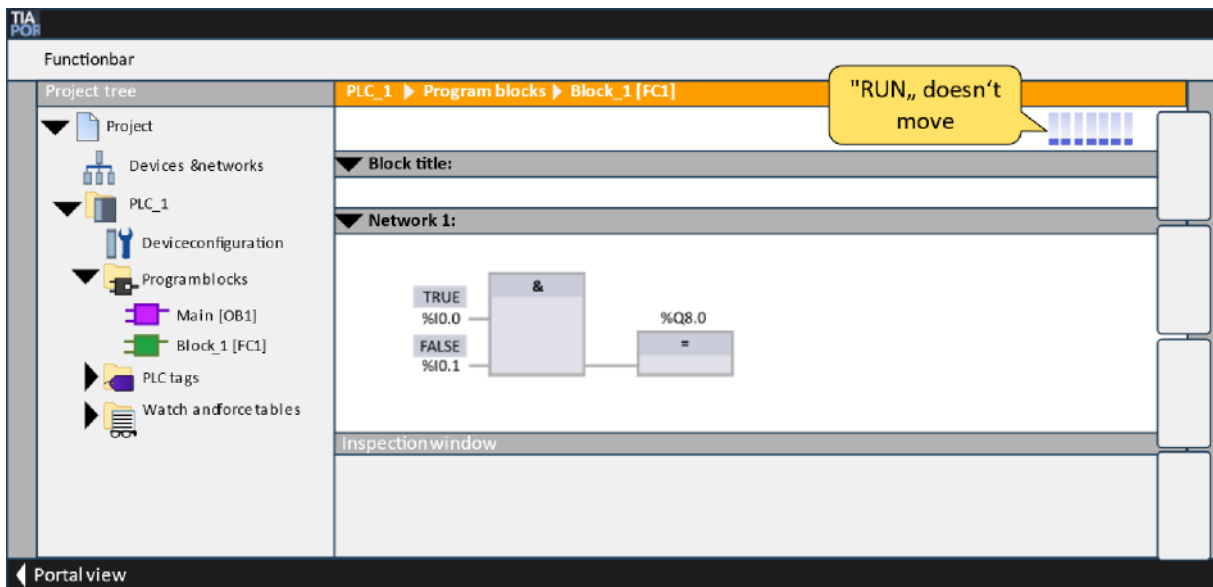 TIA
POR
Functionbar
Project tree
PLC_1 Program blocks Block_1 [FC1]
"RUN„ doesn't
move
Project
Devices &networks
PLC_1
Deviceconfiguration
Programblocks
Main [OB1]
Block_1 [FC1]
PLC tags
Watch andforcetables
Block title:
Network 1:
&
TRUE
%I0.0
%Q8.0
=
FALSE
%I0.1
Inspectionwindow
Portal view